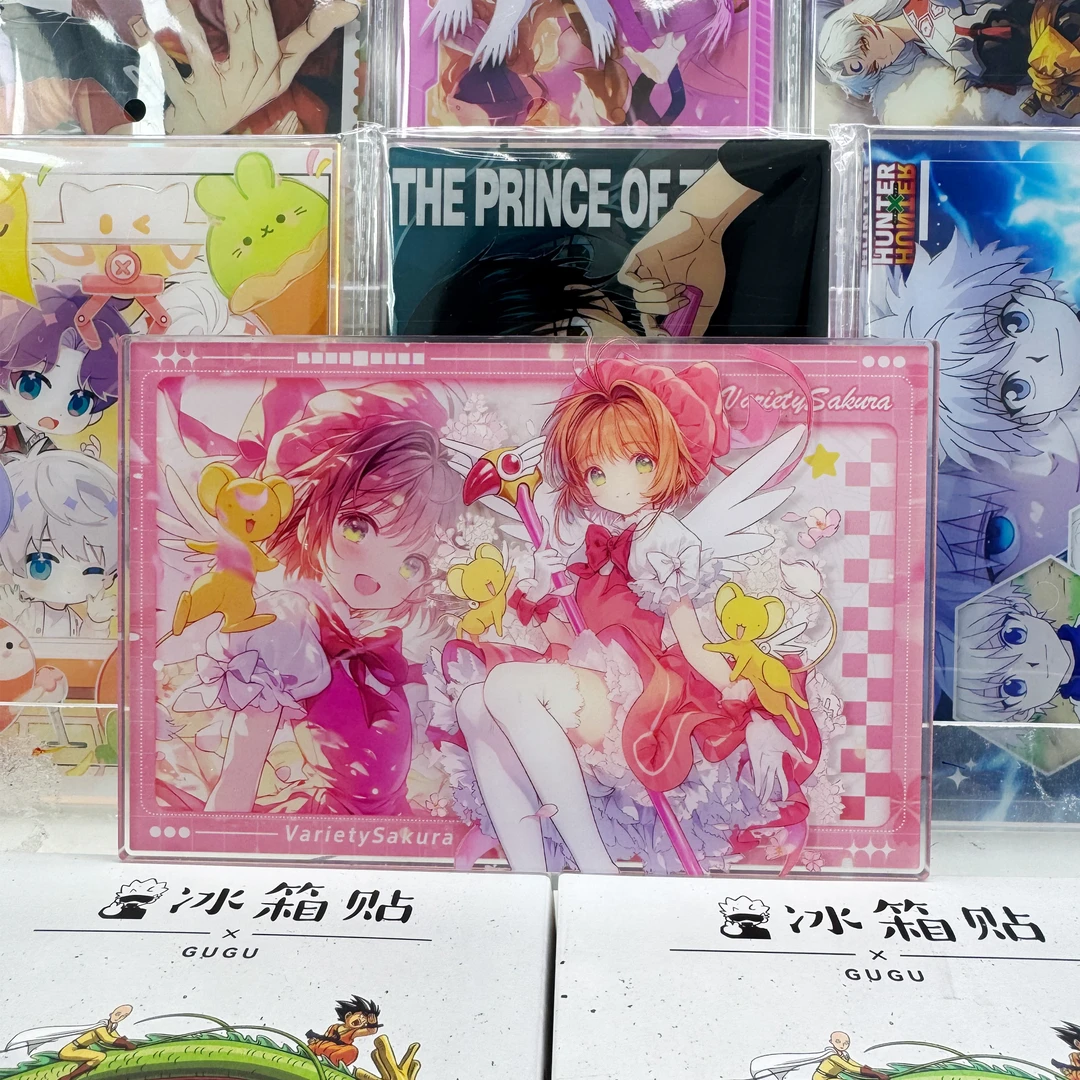 THE PRINCE OF
HUNTER
HUNTER
VarietySakura
VarietySakura
冰箱贴
×
GUGU
冰箱贴
×
GUGU